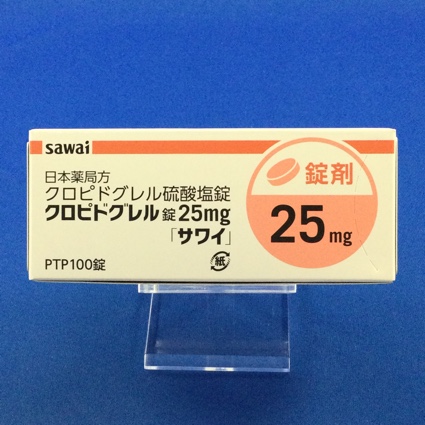 sawai
日本薬局方
クロピドグレル硫酸塩錠
クロピドグレル錠25mg
「サワイ」
PTP100錠
紙
錠剤
25mg